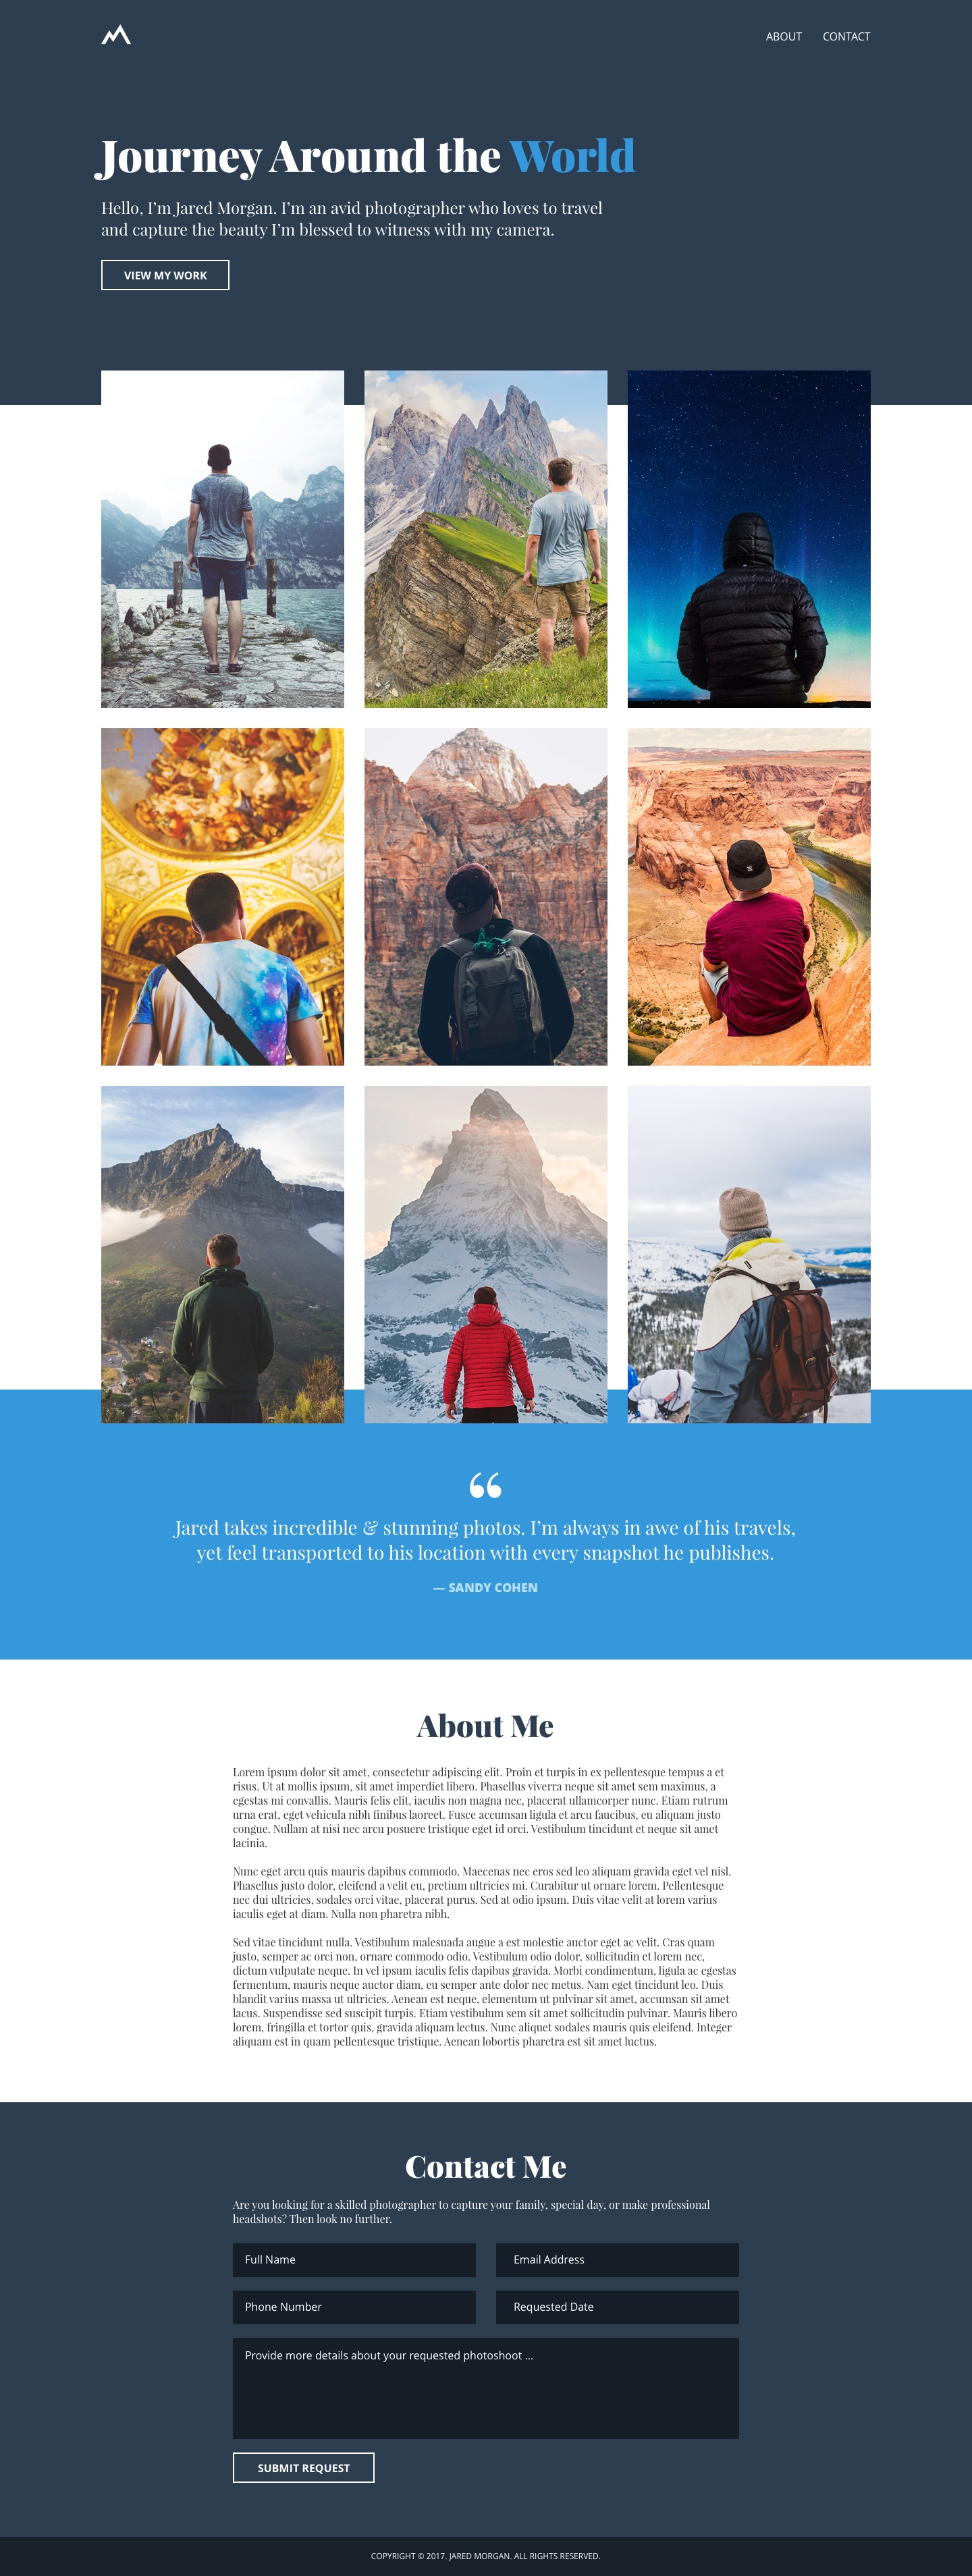 ABOUT CONTACT
Journey Around the World
Hello, I’m Jared Morgan. I’m an avid photographer who loves to travel
and capture the beauty I’m blessed to witness with my camera.
VIEW MY WORK
“
Jared takes incredible & stunning photos. I’m always in awe of his travels,
yet feel transported to his location with every snapshot he publishes.
— SANDY COHEN
About Me
Lorem ipsum dolor sit amet, consectetur adipiscing elit. Proin et turpis in ex pellentesque tempus a et
risus. Ut at mollis ipsum, sit amet imperdiet libero. Phasellus viverra neque sit amet sem maximus, a
egestas mi convallis. Mauris felis elit, iaculis non magna nec, placerat ullamcorper nunc. Etiam rutrum
urna erat, eget vehicula nibh finibus laoreet. Fusce accumsan ligula et arcu faucibus, eu aliquam justo
congue. Nullam at nisi nec arcu posuere tristique eget id orci. Vestibulum tincidunt et neque sit amet
lacinia.
Nunc eget arcu quis mauris dapibus commodo. Maecenas nec eros sed leo aliquam gravida eget vel nisl.
Phasellus justo dolor, eleifend a velit eu, pretium ultricies mi. Curabitur ut ornare lorem. Pellentesque
nec dui ultricies, sodales orci vitae, placerat purus. Sed at odio ipsum. Duis vitae velit at lorem varius
iaculis eget at diam. Nulla non pharetra nibh.
Sed vitae tincidunt nulla. Vestibulum malesuada augue a est molestie auctor eget ac velit. Cras quam
justo, semper ac orci non, ornare commodo odio. Vestibulum odio dolor, sollicitudin et lorem nec,
dictum vulputate neque. In vel ipsum iaculis felis dapibus gravida. Morbi condimentum, ligula ac egestas
fermentum, mauris neque auctor diam, eu semper ante dolor nec metus. Nam eget tincidunt leo. Duis
blandit varius massa ut ultricies. Aenean est neque, elementum ut pulvinar sit amet, accumsan sit amet
lacus. Suspendisse sed suscipit turpis. Etiam vestibulum sem sit amet sollicitudin pulvinar. Mauris libero
lorem, fringilla et tortor quis, gravida aliquam lectus. Nunc aliquet sodales mauris quis eleifend. Integer
aliquam est in quam pellentesque tristique. Aenean lobortis pharetra est sit amet luctus.
Contact Me
Are you looking for a skilled photographer to capture your family, special day, or make professional
headshots? Then look no further.
Full Name Email Address
Phone Number Requested Date
Provide more details about your requested photoshoot ...
SUBMIT REQUEST
COPYRIGHT © 2017. JARED MORGAN. ALL RIGHTS RESERVED.